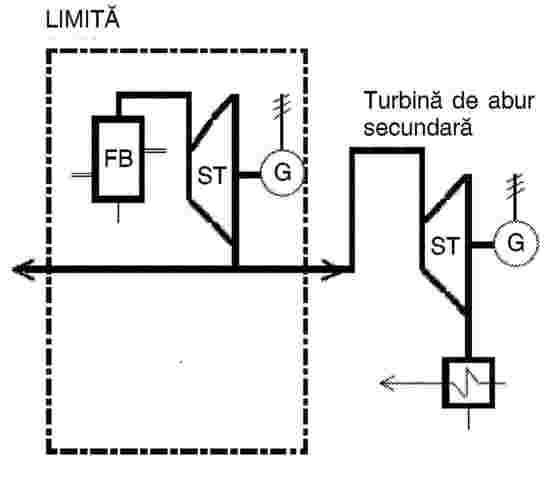 LIMITĂ
Turbină de abur
secundară
FB
ST
G
ST
G